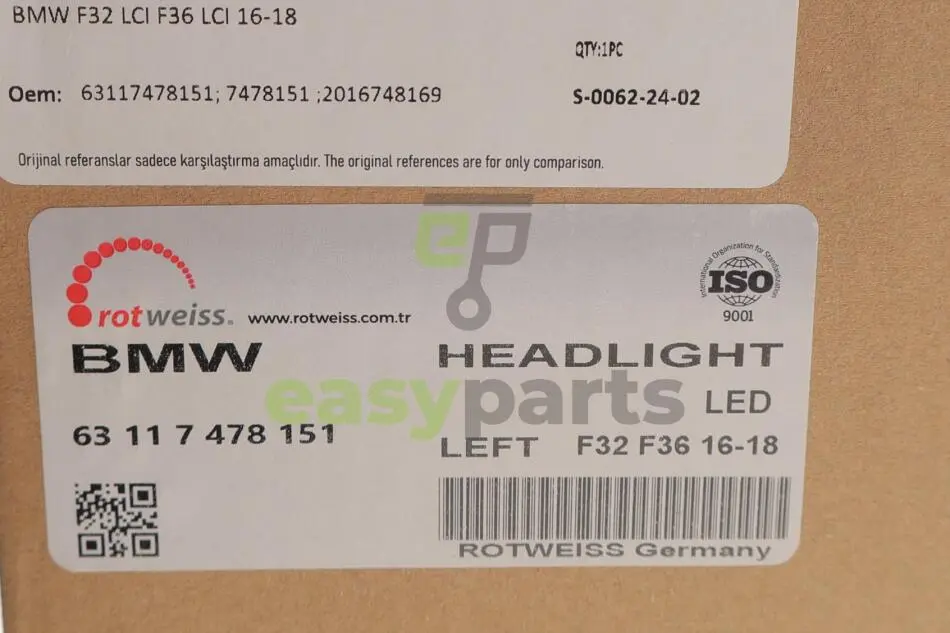 BMW F32 LCI F36 LCI 16-18
QTY:1PC
Oem: 63117478151; 7478151 ;2016748169
S-0062-24-02
Orijinal referanslar sadece karşılaştırma amaçlıdır. The original references are for only comparison.
ep
International Organization for Standardization
ISO
9001
rotweiss. www.rotweiss.com.tr
BMW
HEADLIGHT
easyparts
LED
63 11 7 478 151
LEFT F32 F36 16-18
ROTWEISS Germany